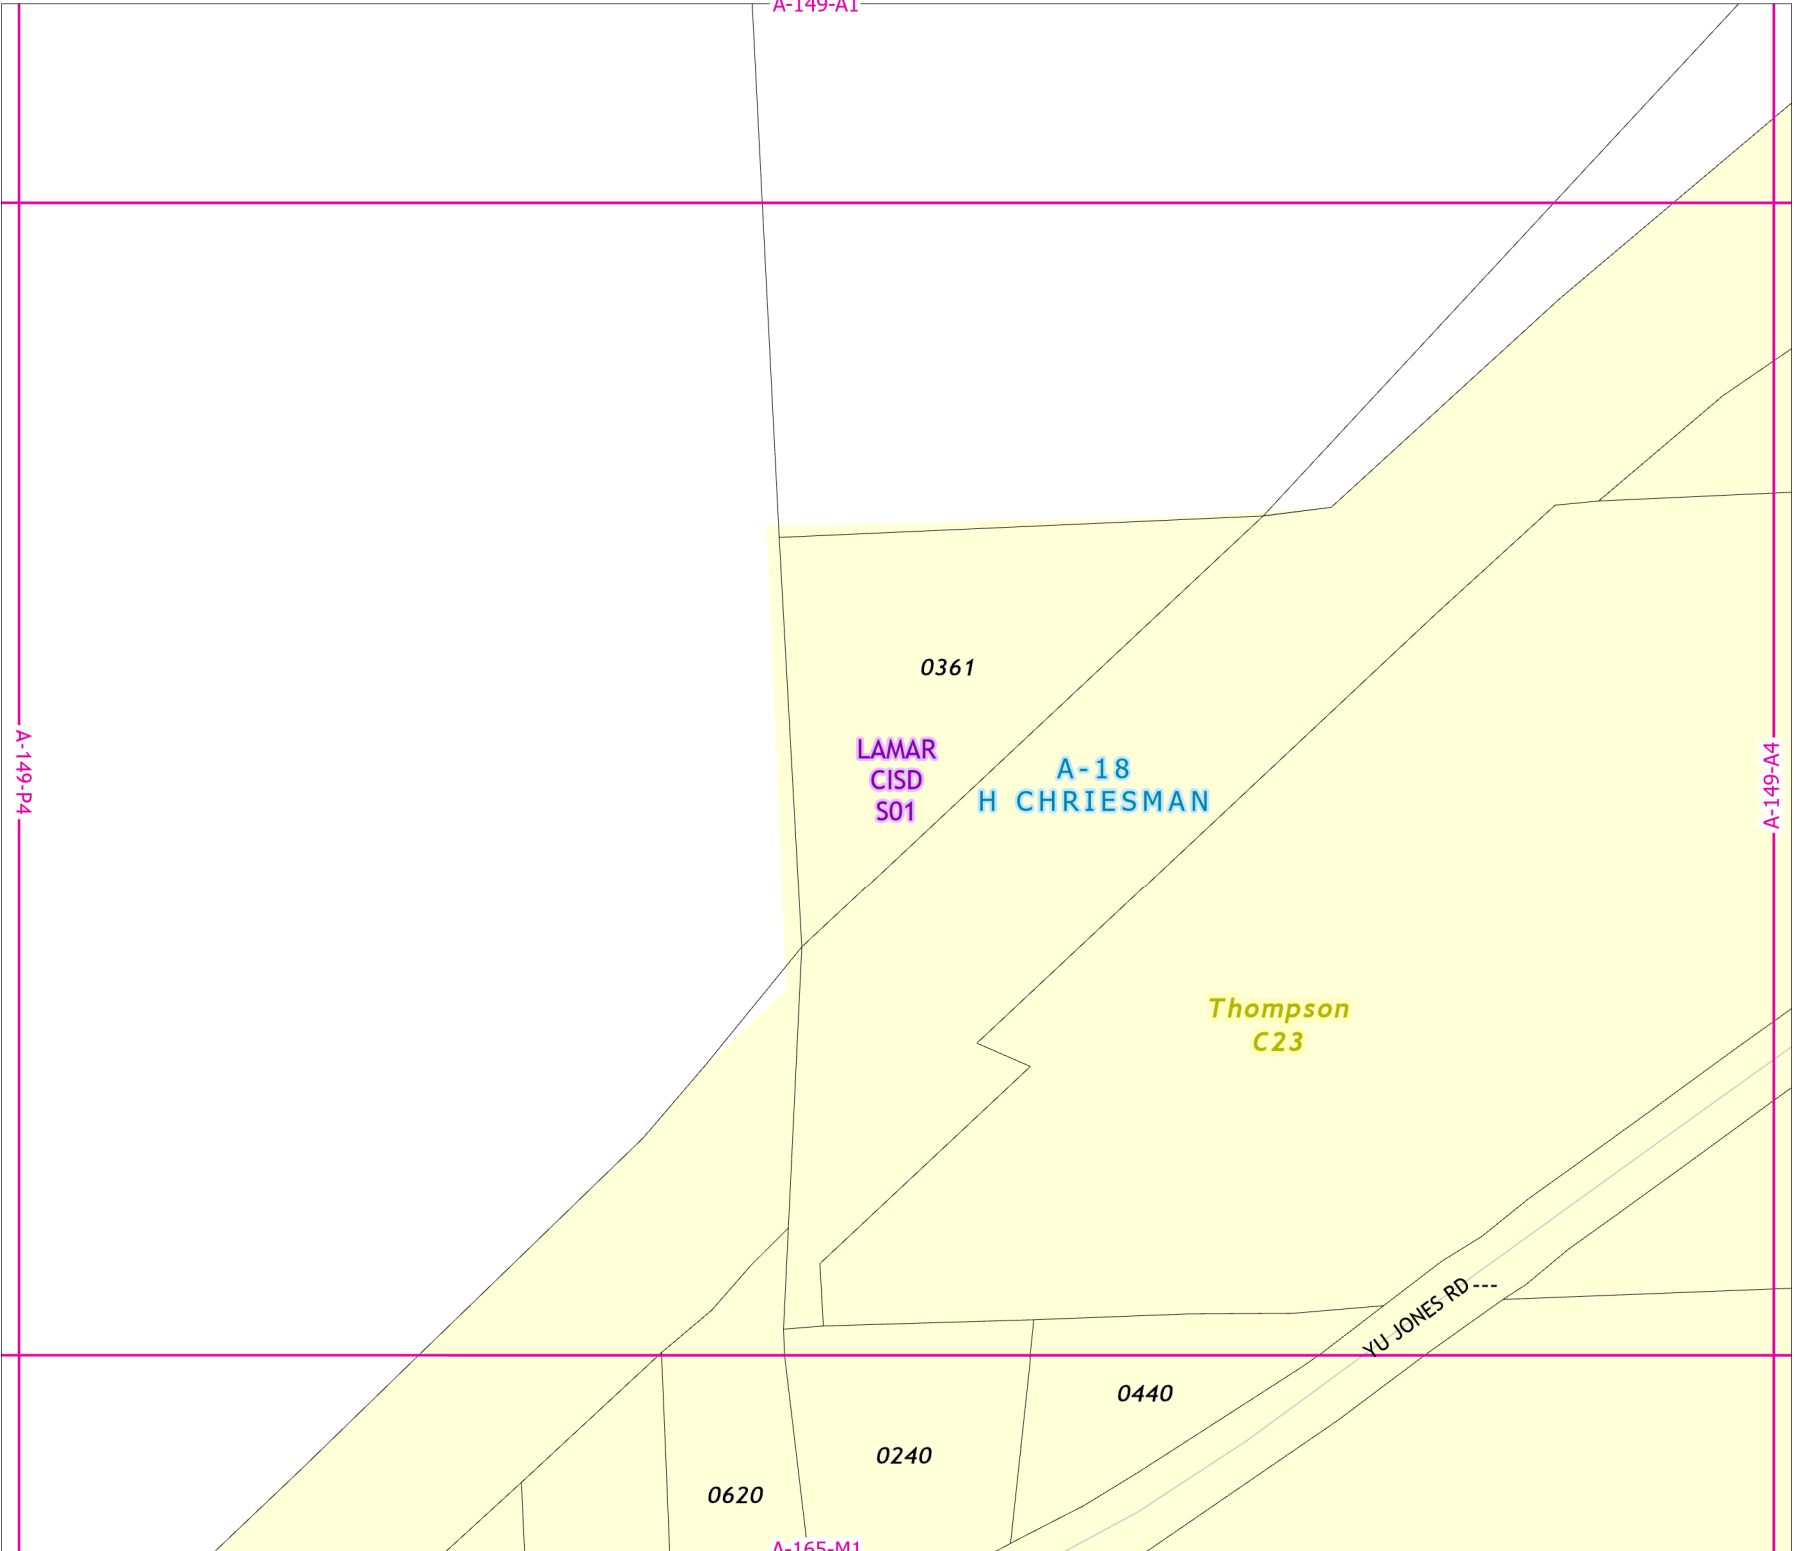 A-149-A1
0361
LAMAR
CISD
S01
A-18
H CHRIESMAN
A-149-P4
A-149-A4
Thompson
C23
YU JONES RD ---
0440
0240
0620
A-165-M1